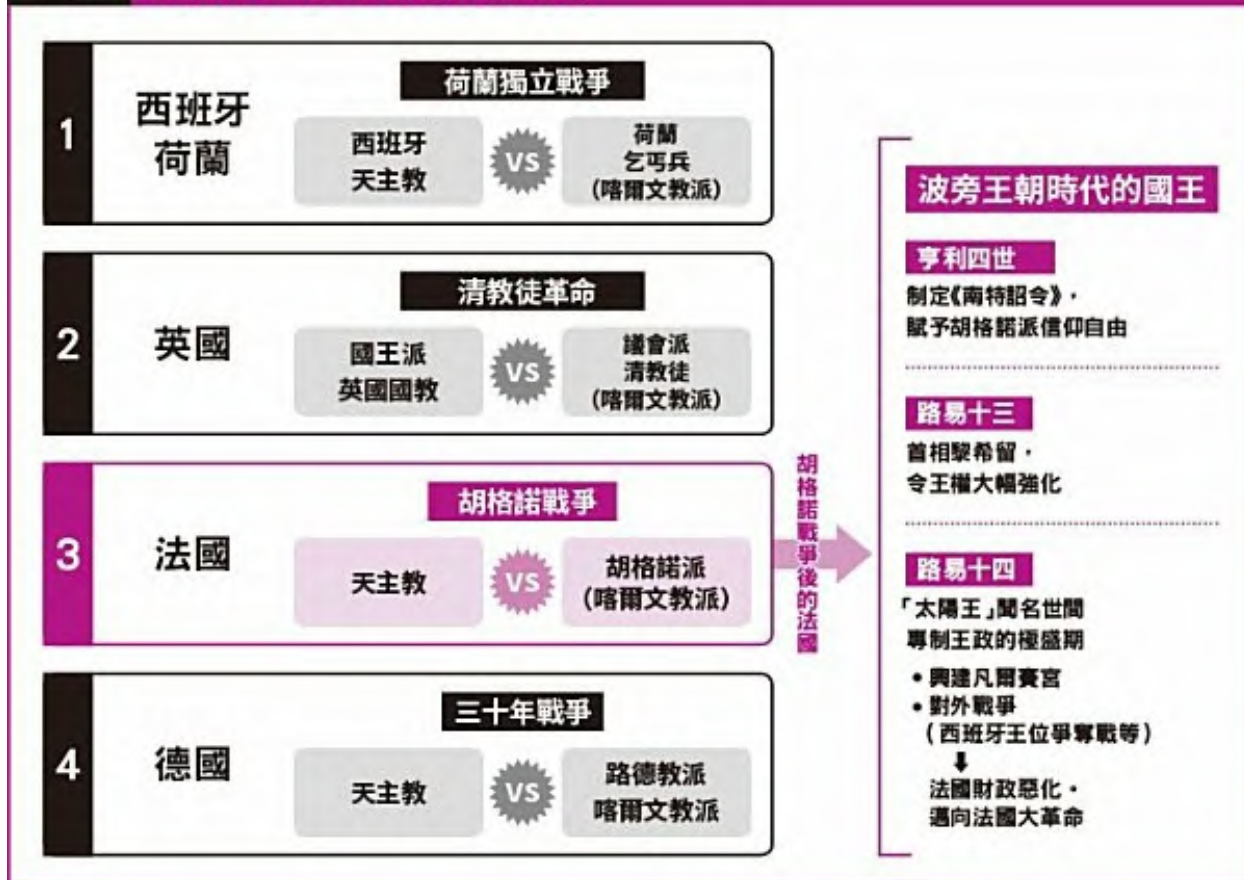 1
西班牙
荷蘭
荷蘭獨立戰爭
西班牙
天主教
VS
荷蘭
乞丐兵
(喀爾文教派)
2
英國
清教徒革命
國王派
英國國教
VS
議會派
清教徒
(喀爾文教派)
3
法國
胡格諾戰爭
天主教
VS
胡格諾派
(喀爾文教派)
4
德國
三十年戰爭
天主教
VS
路德教派
喀爾文教派
胡格諾戰爭後的法國
波旁王朝時代的國王
亨利四世
制定《南特詔令》，
賦予胡格諾派信仰自由
路易十三
首相黎希留，
令王權大幅強化
路易十四
「太陽王」聞名世間
專制王政的極盛期
• 興建凡爾賽宮
• 對外戰爭
(西班牙王位爭奪戰等)
⬇
法國財政惡化，
邁向法國大革命